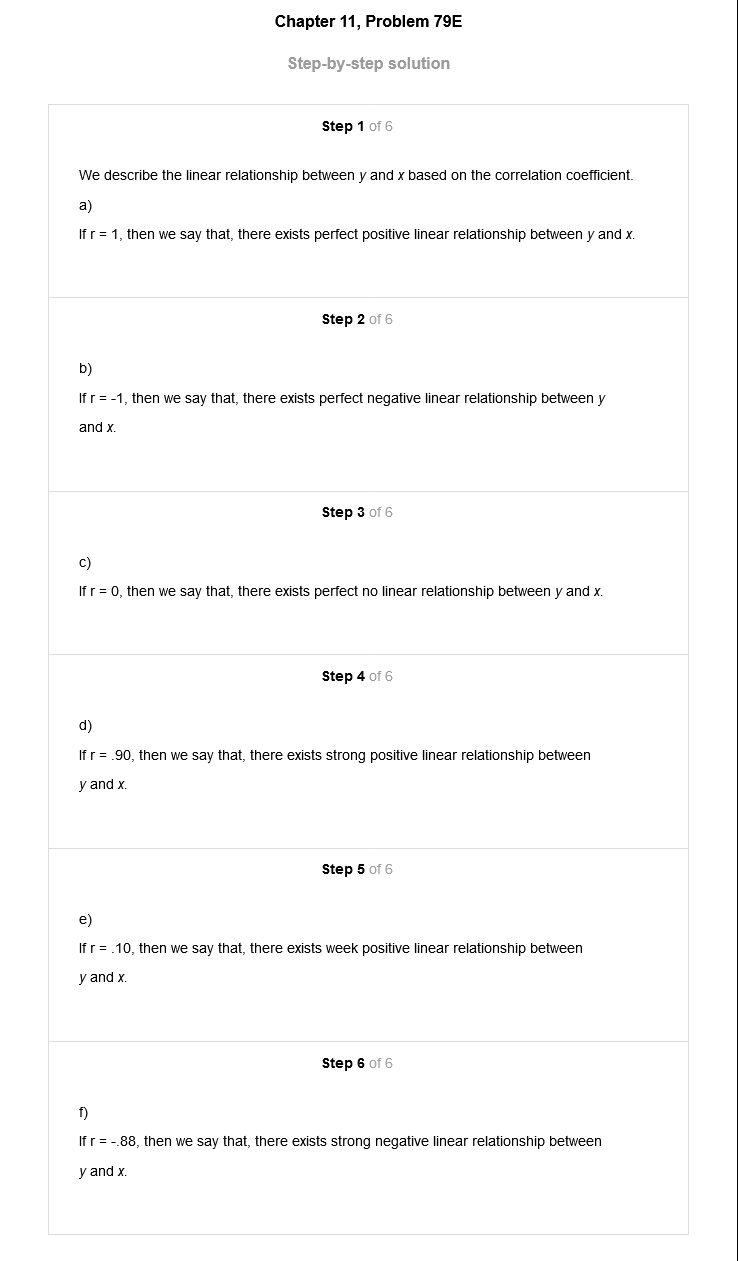 Chapter 11, Problem 79E
Step-by-step solution
Step 1 of 6
We describe the linear relationship between y and x based on the correlation coefficient.
a)
If r = 1, then we say that, there exists perfect positive linear relationship between y and x.
Step 2 of 6
b)
If r = -1, then we say that, there exists perfect negative linear relationship between y
and x.
Step 3 of 6
c)
If r = 0, then we say that, there exists perfect no linear relationship between y and x.
Step 4 of 6
d)
If r = .90, then we say that, there exists strong positive linear relationship between
y and x.
Step 5 of 6
e)
If r = .10, then we say that, there exists week positive linear relationship between
y and x.
Step 6 of 6
f)
If r = -.88, then we say that, there exists strong negative linear relationship between
y and x.